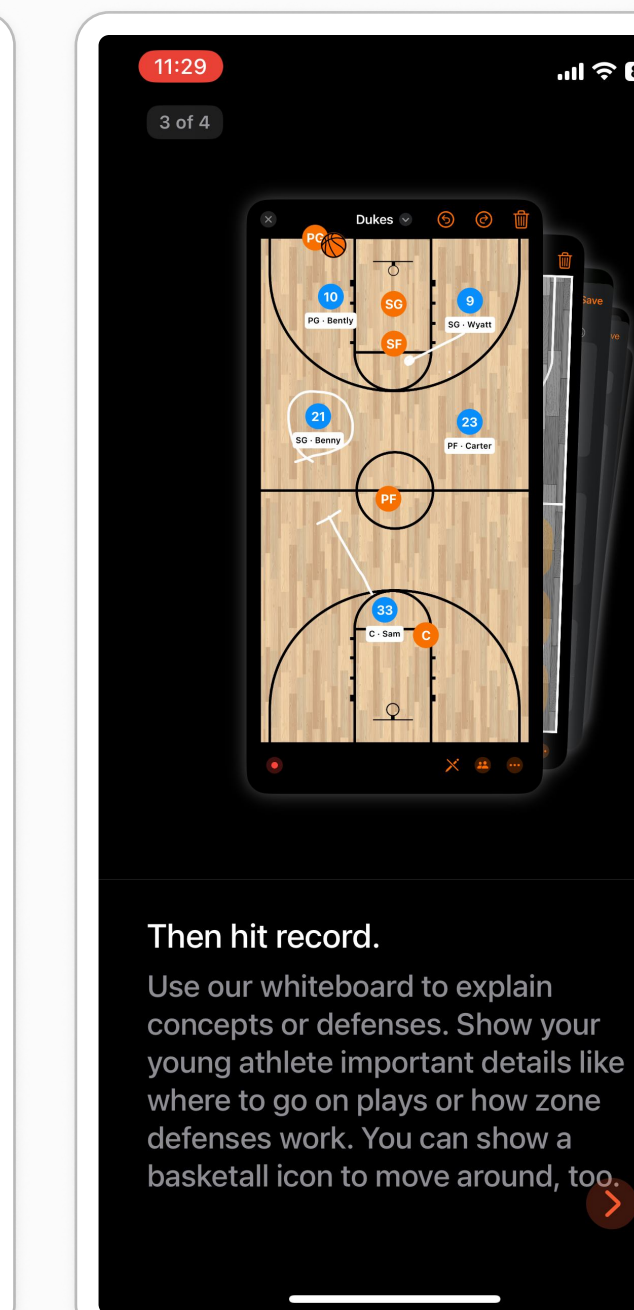 11:29
3 of 4
Dukes
PG
10
PG · Bently
SG
9
SG · Wyatt
SF
21
SG · Benny
23
PF · Carter
PF
33
C · Sam
C
Save
Then hit record.
Use our whiteboard to explain
concepts or defenses. Show your
young athlete important details like
where to go on plays or how zone
defenses work. You can show a
basketall icon to move around, too.